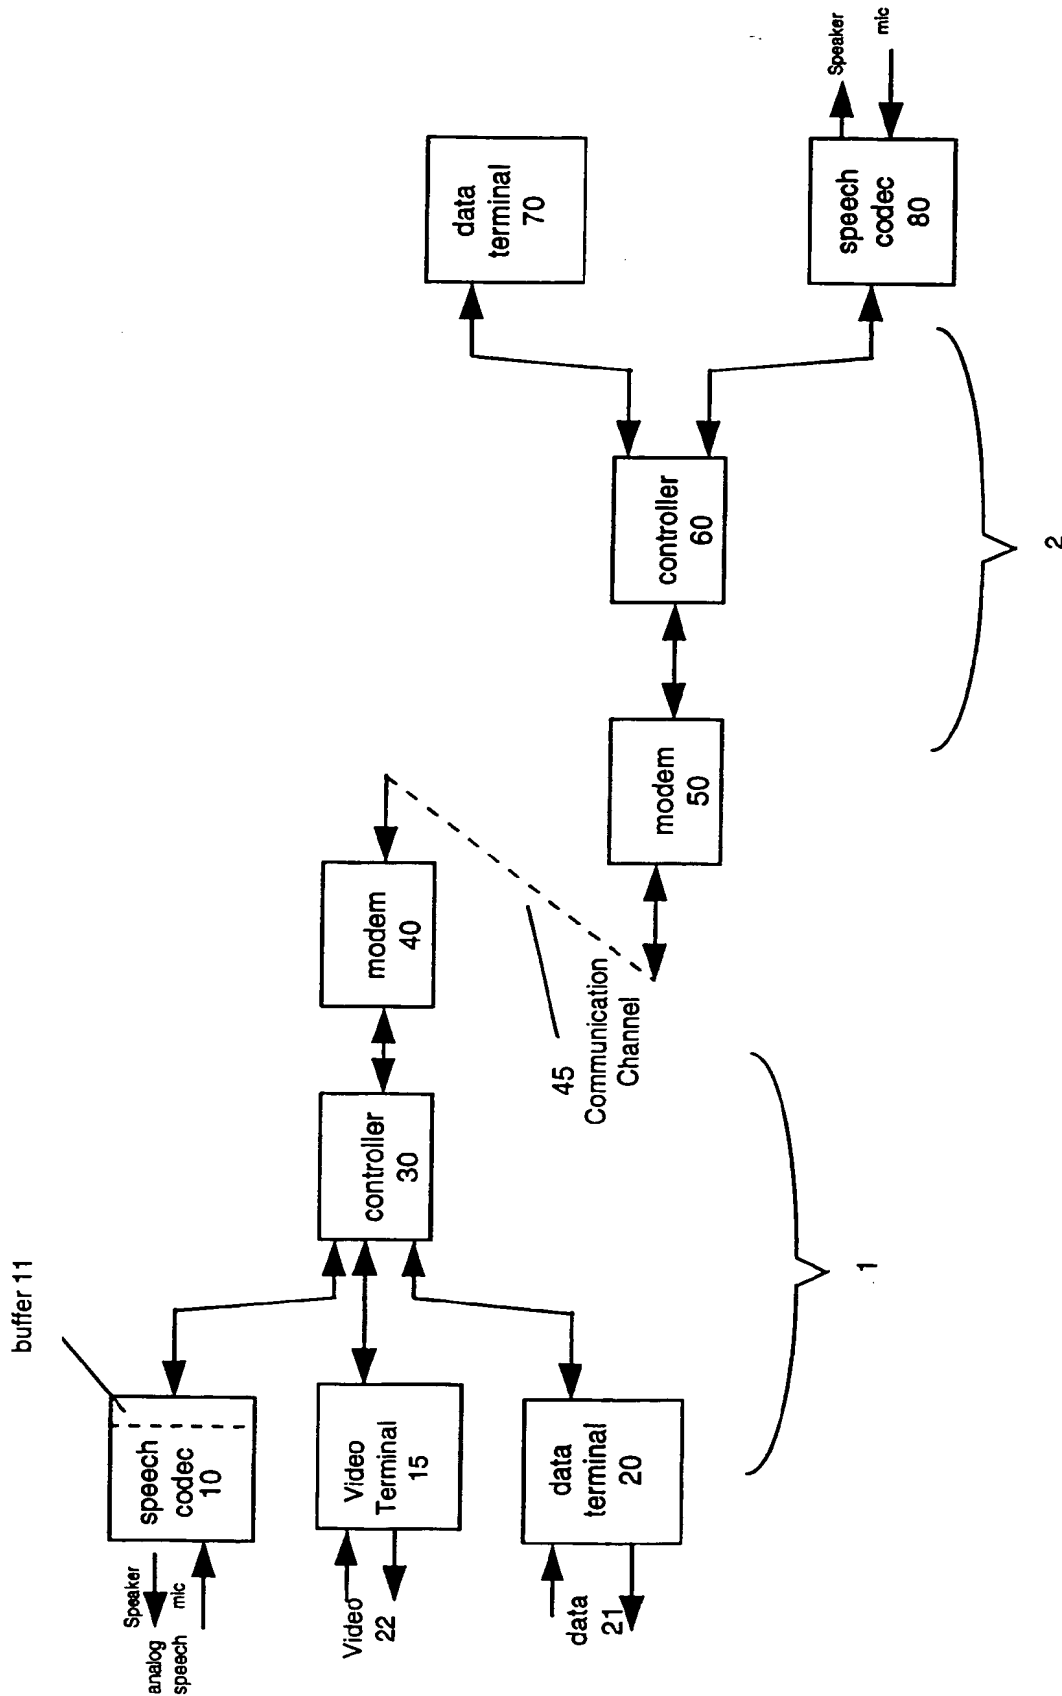 buffer 11
analog
speech
Speaker
mic
speech
codec
10
Video
22
Video
Terminal
15
data
21
data
terminal
20
controller
30
modem
40
1
45
Communication
Channel
modem
50
controller
60
2
data
terminal
70
speech
codec
80
Speaker
mic